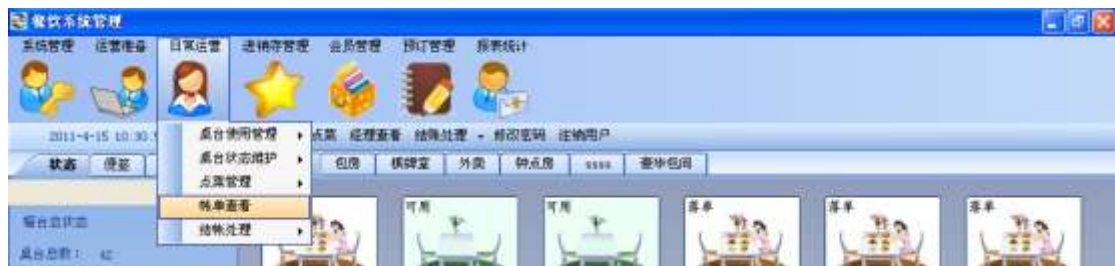 餐饮系统管理
系统管理 运营准备 日常运营 进销存管理 会员管理 预订管理 报表统计
2011-4-15 10:30 点菜 经理查看 结账处理 修改密码 注销用户
桌台使用管理
桌台状态维护
点菜管理
帐单查看
结帐处理
状态 便签 包房 棋牌室 外卖 钟点房 ssss 豪华包间
可用 可用 落单 落单 落单
桌台总数: 42